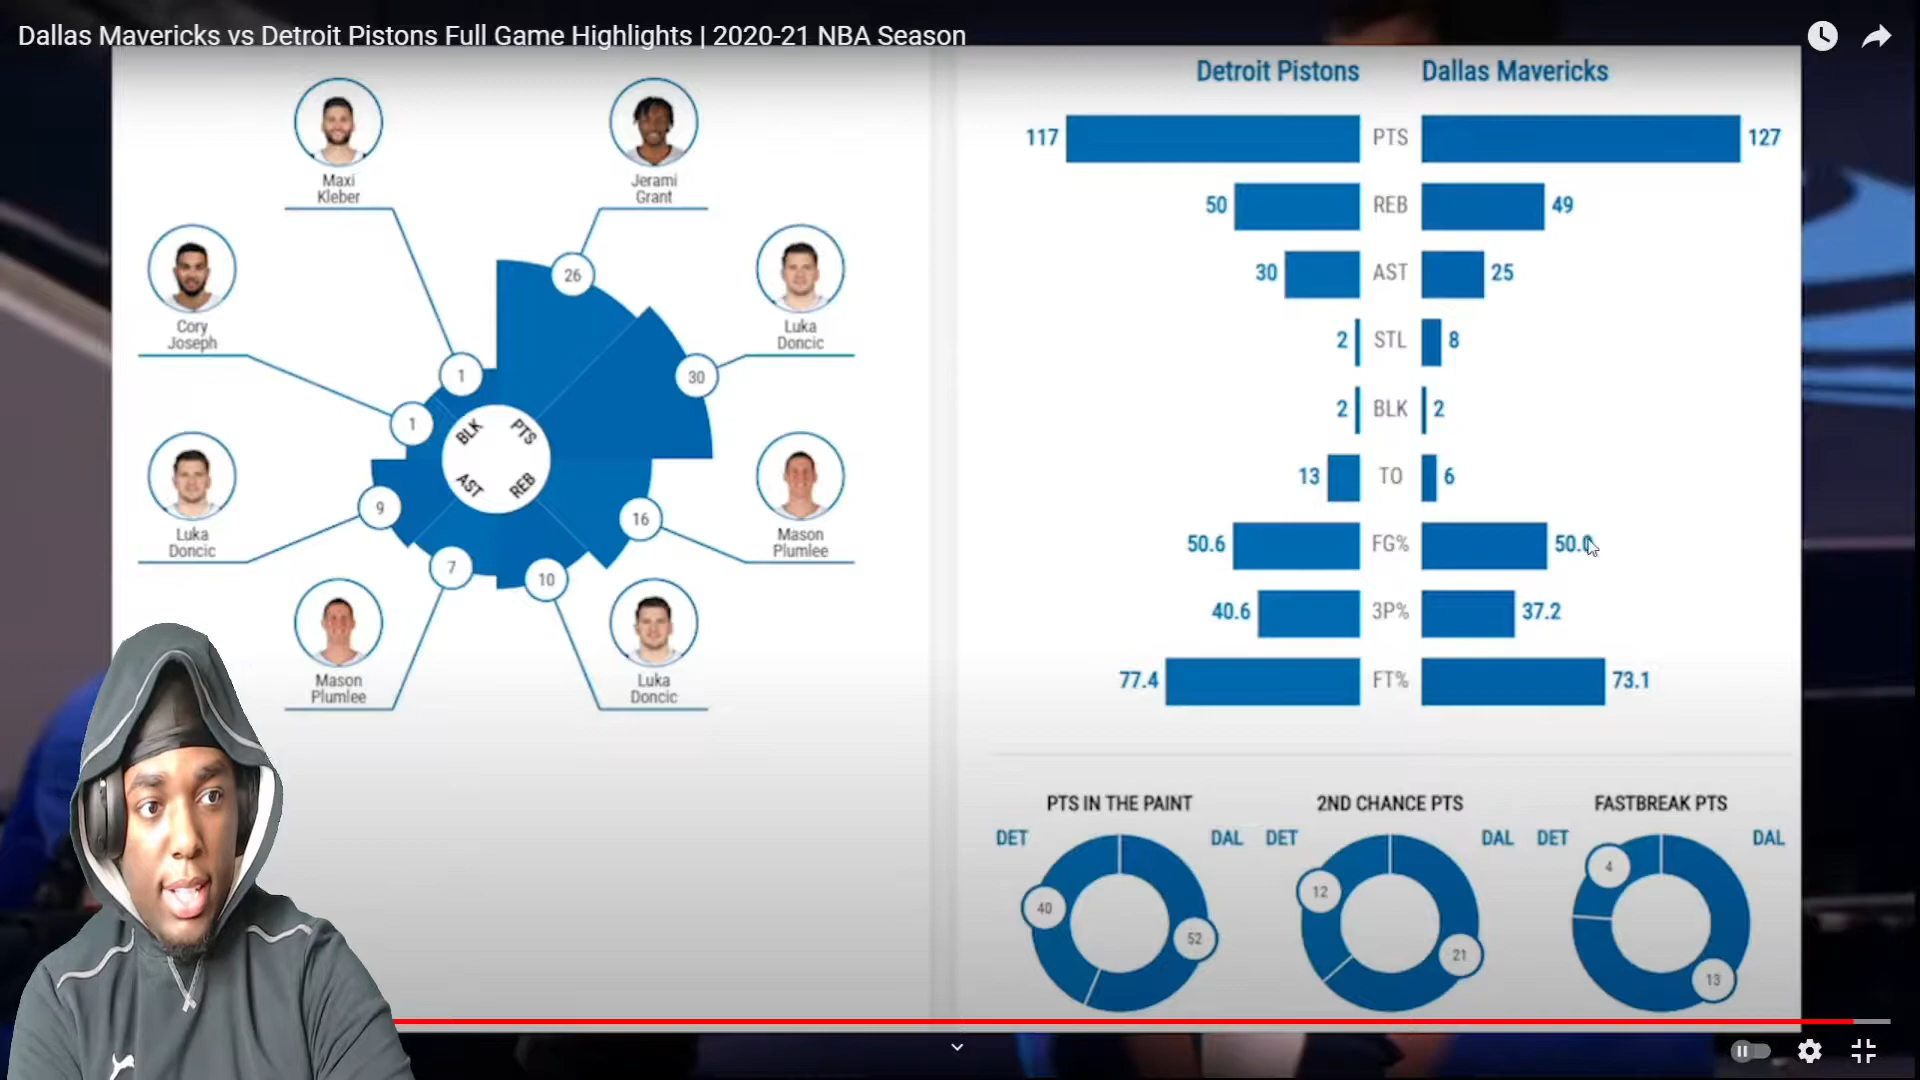 Dallas Mavericks vs Detroit Pistons Full Game Highlights | 2020-21 NBA Season
Detroit Pistons Dallas Mavericks
Maxi
Kleber
Jerami
Grant
Cory
Joseph
Luka
Doncic
Luka
Doncic
Mason
Plumlee
Mason
Plumlee
Luka
Doncic
26
30
16
10
7
9
1
1
BLK PTS
AST REB
117 PTS 127
50 REB 49
30 AST 25
2 STL 8
2 BLK 2
13 TO 6
50.6 FG% 50.0
40.6 3P% 37.2
77.4 FT% 73.1
PTS IN THE PAINT
DET DAL
40 52
2ND CHANCE PTS
DET DAL
12 21
FASTBREAK PTS
DET DAL
4 13